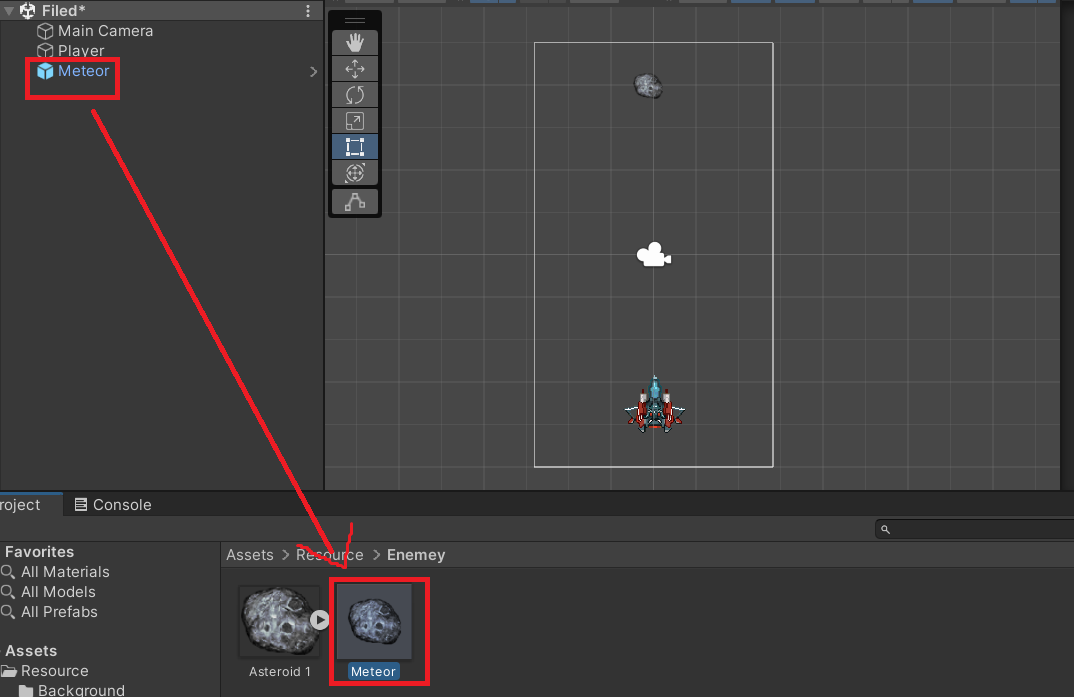 Filed*
Main Camera
Player
Meteor
roject
Console
Favorites
All Materials
All Models
All Prefabs
Assets
Resource
Background
Assets > Resource > Enemey
Asteroid 1
Meteor